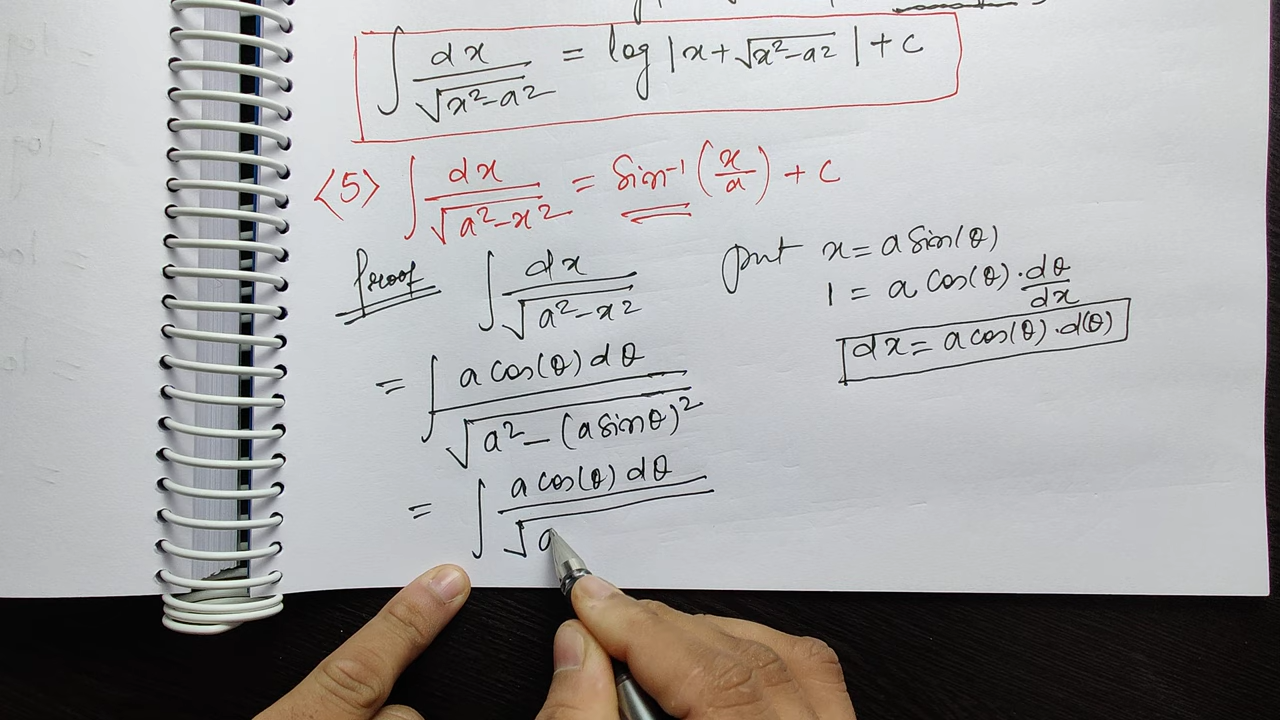 ∫ dx/√(x²-a²) = log |x+√(x²-a²)| + c
<5> ∫ dx/√(a²-x²) = Sin⁻¹ (x/a) + c
Proof ∫ dx/√(a²-x²) put x = a Sin(θ)
1 = a cos(θ) · dθ/dx
dx = a cos(θ) · d(θ)
= ∫ a cos(θ) dθ / √(a² - (a sinθ)²)
= ∫ a cos(θ) dθ / √a